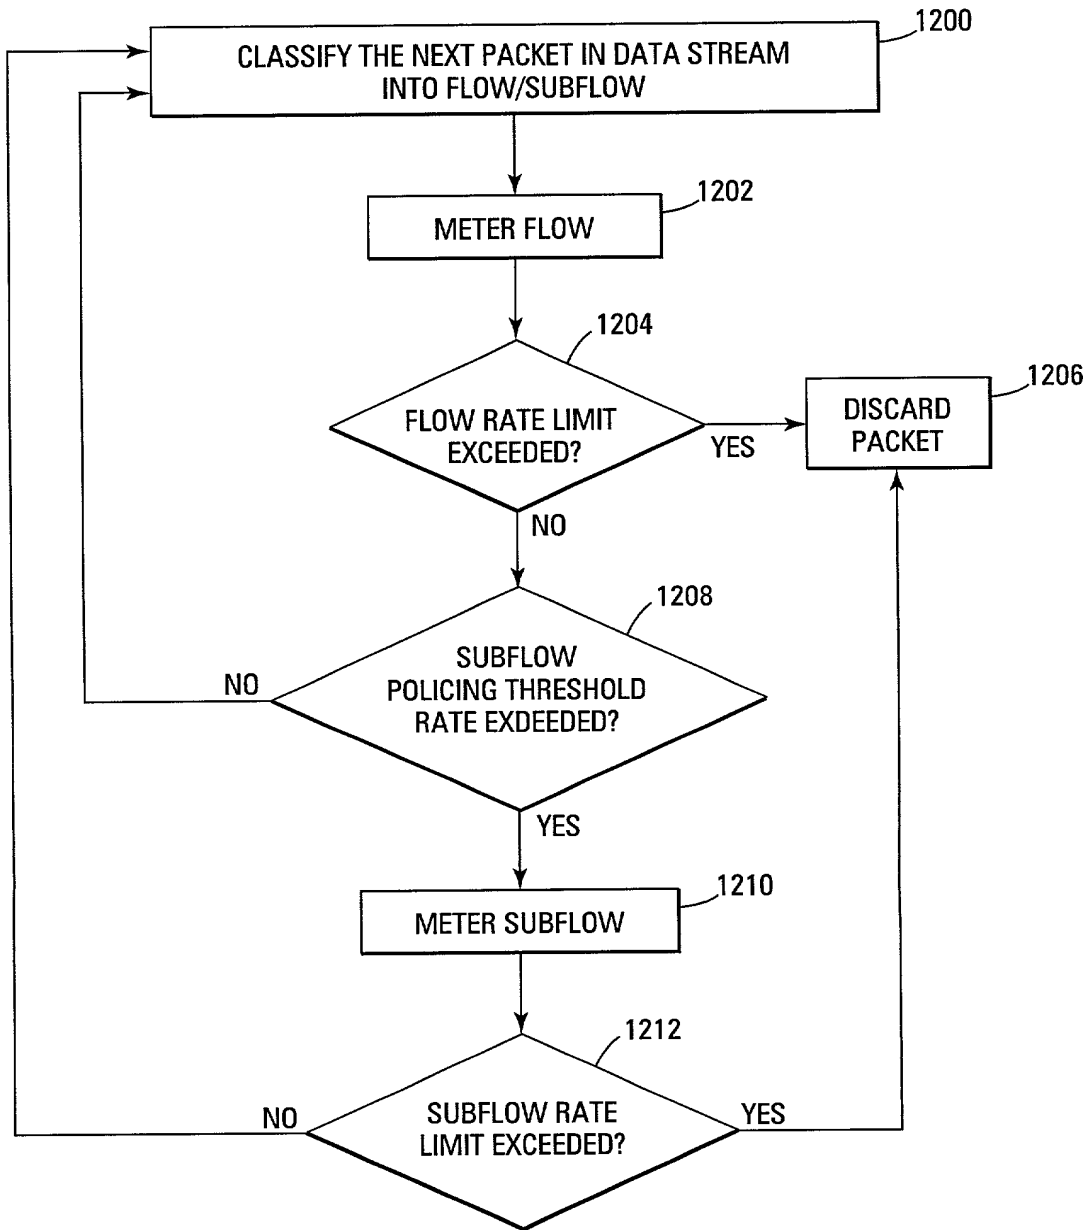 1200
CLASSIFY THE NEXT PACKET IN DATA STREAM
INTO FLOW/SUBFLOW
1202
METER FLOW
1204
FLOW RATE LIMIT
EXCEEDED?
YES
1206
DISCARD
PACKET
NO
1208
SUBFLOW
POLICING THRESHOLD
RATE EXDEEDED?
NO
YES
1210
METER SUBFLOW
1212
SUBFLOW RATE
LIMIT EXCEEDED?
NO
YES